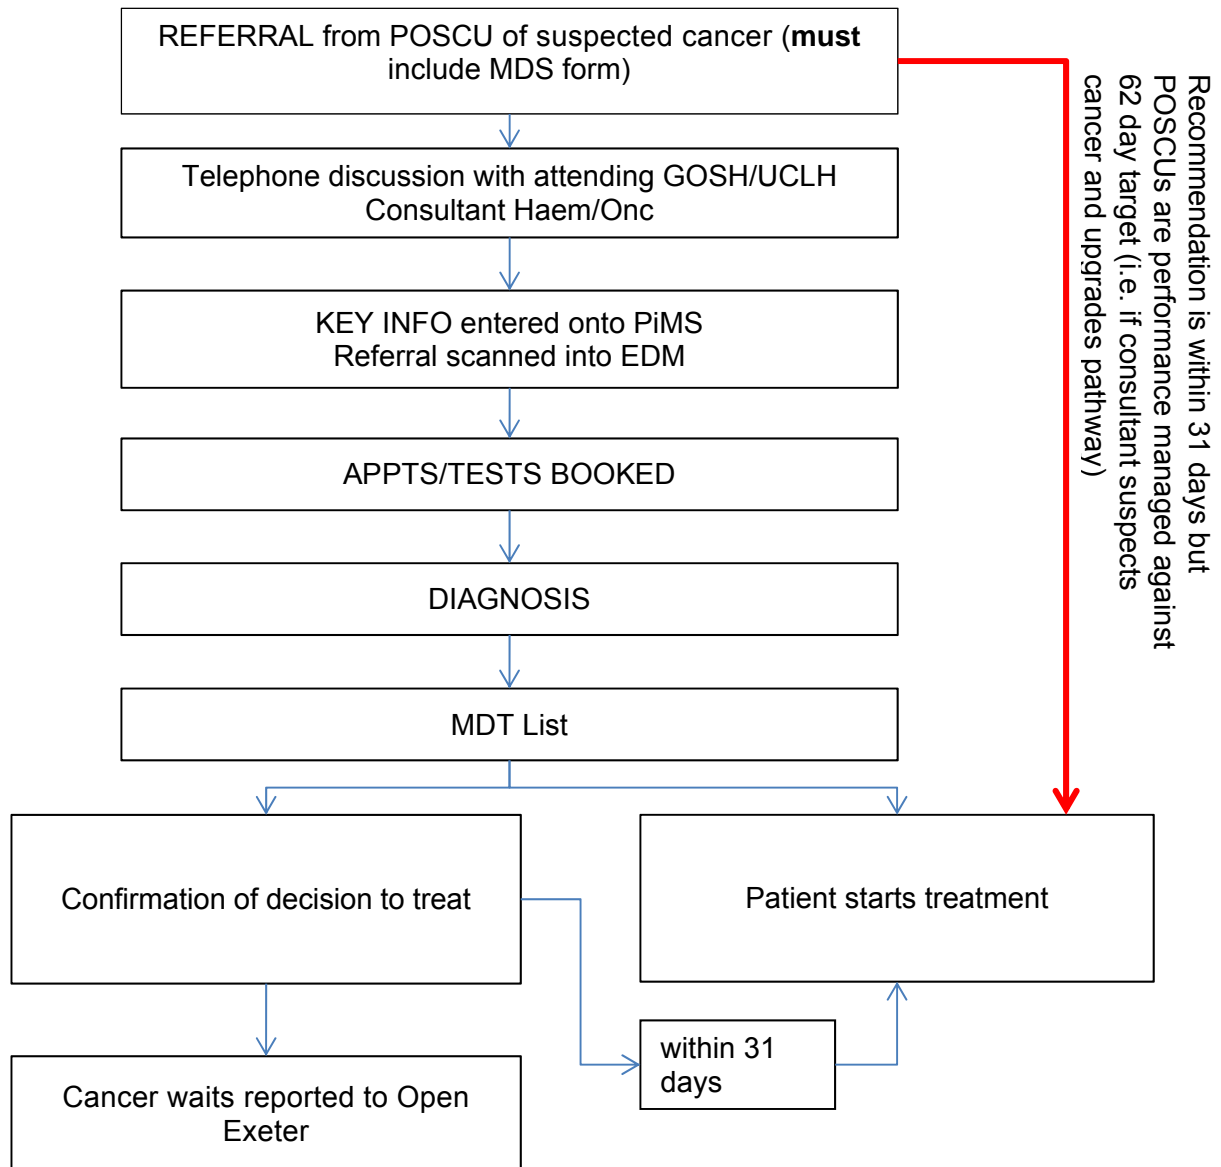 REFERRAL from POSCU of suspected cancer (must
include MDS form)
Telephone discussion with attending GOSH/UCLH
Consultant Haem/Onc
KEY INFO entered onto PiMS
Referral scanned into EDM
APPTS/TESTS BOOKED
DIAGNOSIS
MDT List
Confirmation of decision to treat
Patient starts treatment
within 31
days
Cancer waits reported to Open
Exeter
Recommendation is within 31 days but
POSCUs are performance managed against
62 day target (i.e. if consultant suspects
cancer and upgrades pathway)